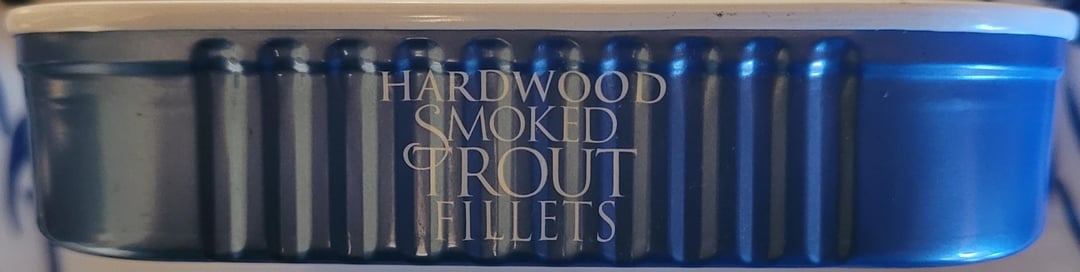 HARDWOOD
SMOKED
TROUT
FILLETS